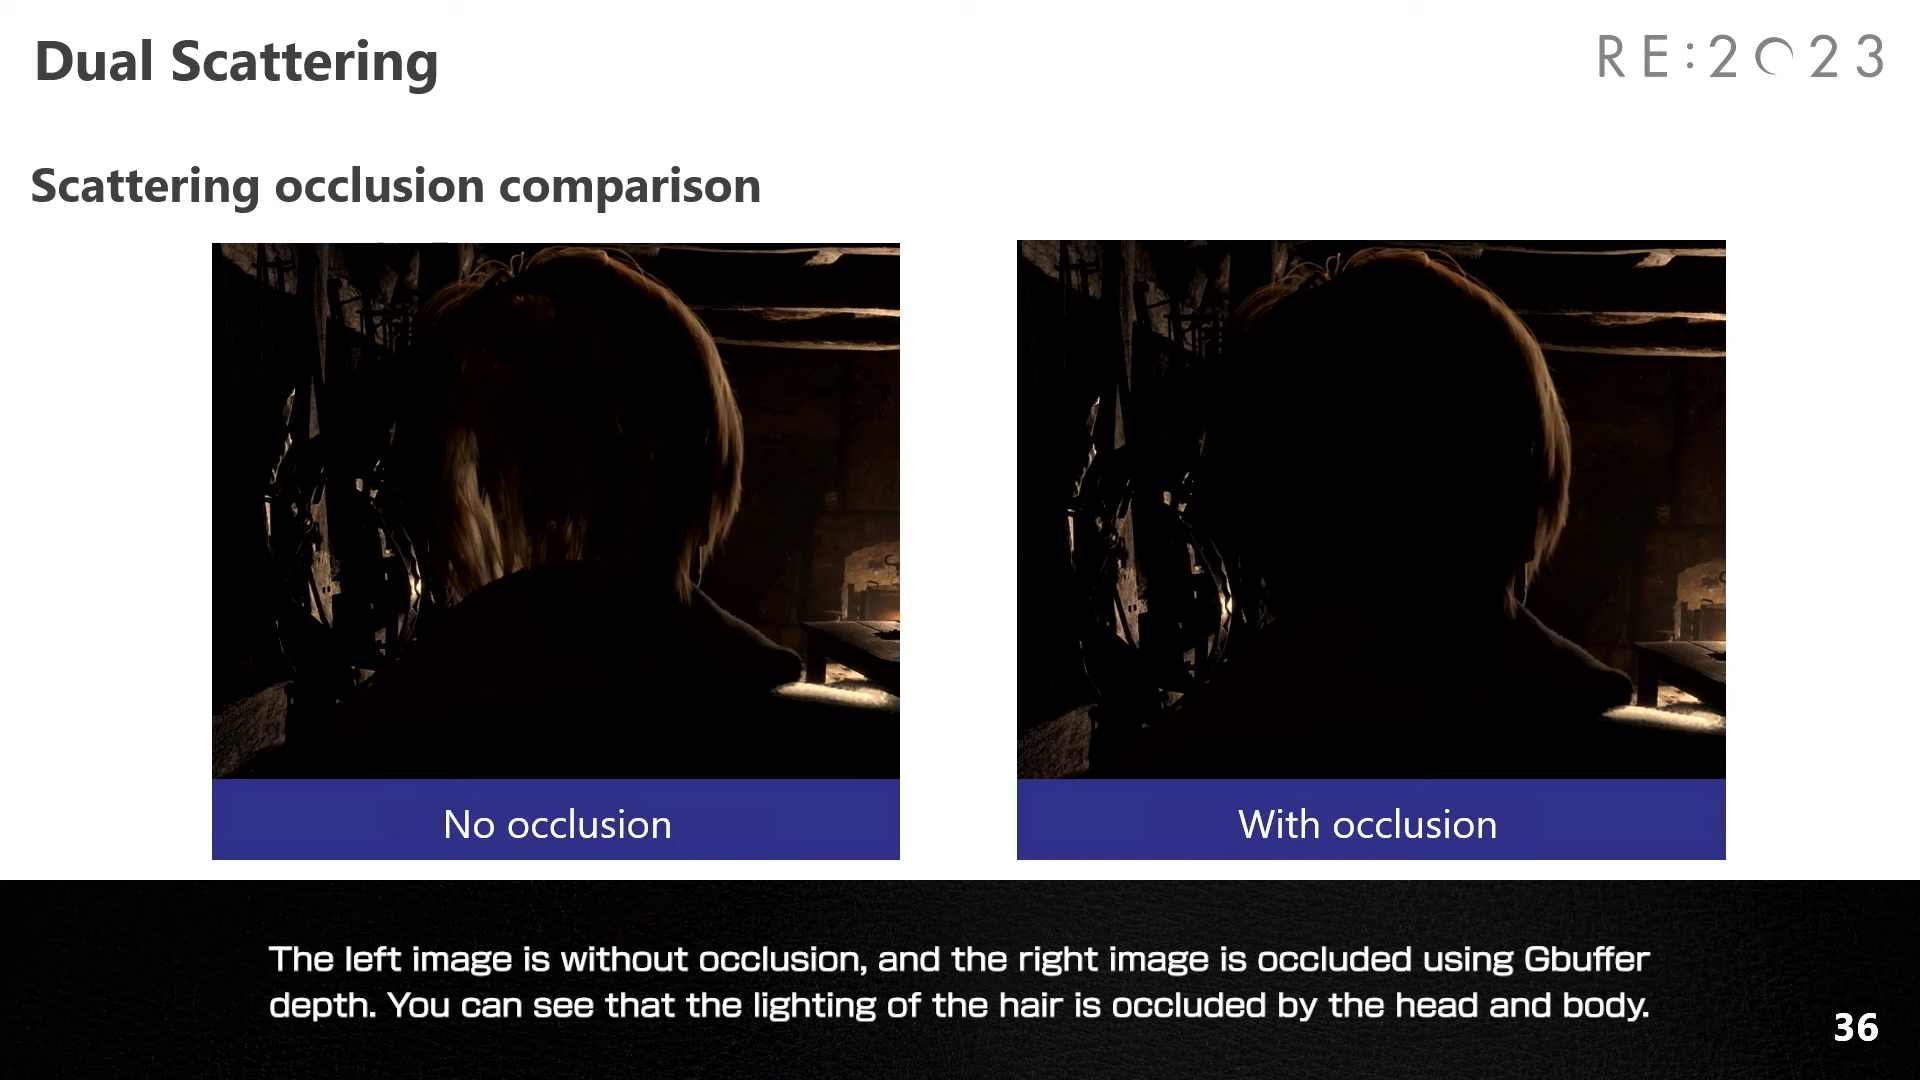 Dual Scattering
RE:2023
Scattering occlusion comparison
No occlusion
With occlusion
The left image is without occlusion, and the right image is occluded using Gbuffer
depth. You can see that the lighting of the hair is occluded by the head and body.
36